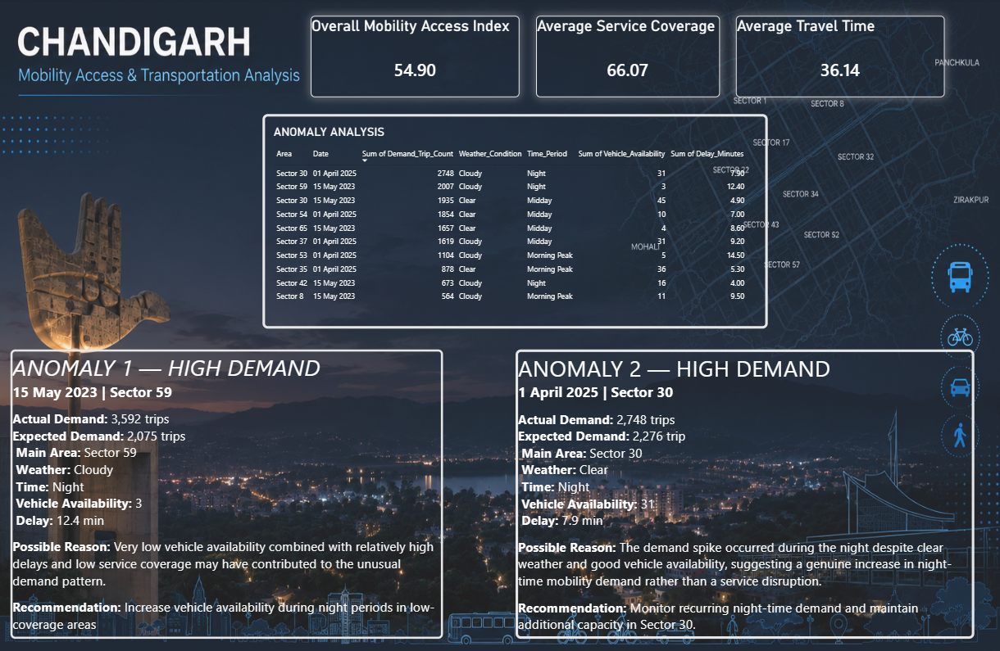 CHANDIGARH
Mobility Access & Transportation Analysis
Overall Mobility Access Index
54.90
Average Service Coverage
66.07
Average Travel Time
36.14
PANCHKULA
SECTOR 1
SECTOR 8
SECTOR 17
SECTOR 32
SECTOR 22
SECTOR 34
ZIRAKPUR
SECTOR 43
SECTOR 52
MOHALI
SECTOR 57
ANOMALY ANALYSIS
Area Date Sum of Demand_Trip_Count Weather_Condition Time_Period Sum of Vehicle_Availability Sum of Delay_Minutes
Sector 30 01 April 2025 2748 Cloudy Night 31 7.90
Sector 59 15 May 2023 2007 Cloudy Night 3 12.40
Sector 30 15 May 2023 1935 Clear Midday 45 4.90
Sector 54 01 April 2025 1854 Clear Midday 10 7.00
Sector 65 15 May 2023 1657 Clear Midday 4 8.60
Sector 37 01 April 2025 1619 Cloudy Midday 31 9.20
Sector 53 01 April 2025 1104 Cloudy Morning Peak 5 14.50
Sector 35 01 April 2025 878 Clear Morning Peak 36 5.30
Sector 42 15 May 2023 673 Cloudy Night 16 4.00
Sector 8 15 May 2023 564 Cloudy Morning Peak 11 9.50
ANOMALY 1 — HIGH DEMAND
15 May 2023 | Sector 59
Actual Demand: 3,592 trips
Expected Demand: 2,075 trips
Main Area: Sector 59
Weather: Cloudy
Time: Night
Vehicle Availability: 3
Delay: 12.4 min
Possible Reason: Very low vehicle availability combined with relatively high
delays and low service coverage may have contributed to the unusual
demand pattern.
Recommendation: Increase vehicle availability during night periods in low-
coverage areas
ANOMALY 2 — HIGH DEMAND
1 April 2025 | Sector 30
Actual Demand: 2,748 trips
Expected Demand: 2,276 trip
Main Area: Sector 30
Weather: Clear
Time: Night
Vehicle Availability: 31
Delay: 7.9 min
Possible Reason: The demand spike occurred during the night despite clear
weather and good vehicle availability, suggesting a genuine increase in night-
time mobility demand rather than a service disruption.
Recommendation: Monitor recurring night-time demand and maintain
additional capacity in Sector 30.